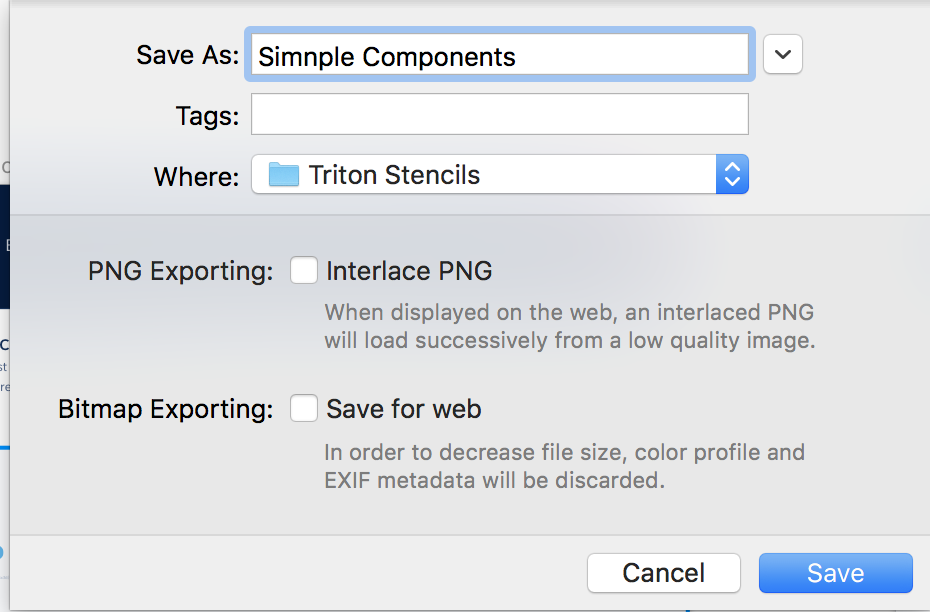 Save As: Simnple Components
Tags:
Where: Triton Stencils
PNG Exporting: Interlace PNG
When displayed on the web, an interlaced PNG
will load successively from a low quality image.
Bitmap Exporting: Save for web
In order to decrease file size, color profile and
EXIF metadata will be discarded.
Cancel Save